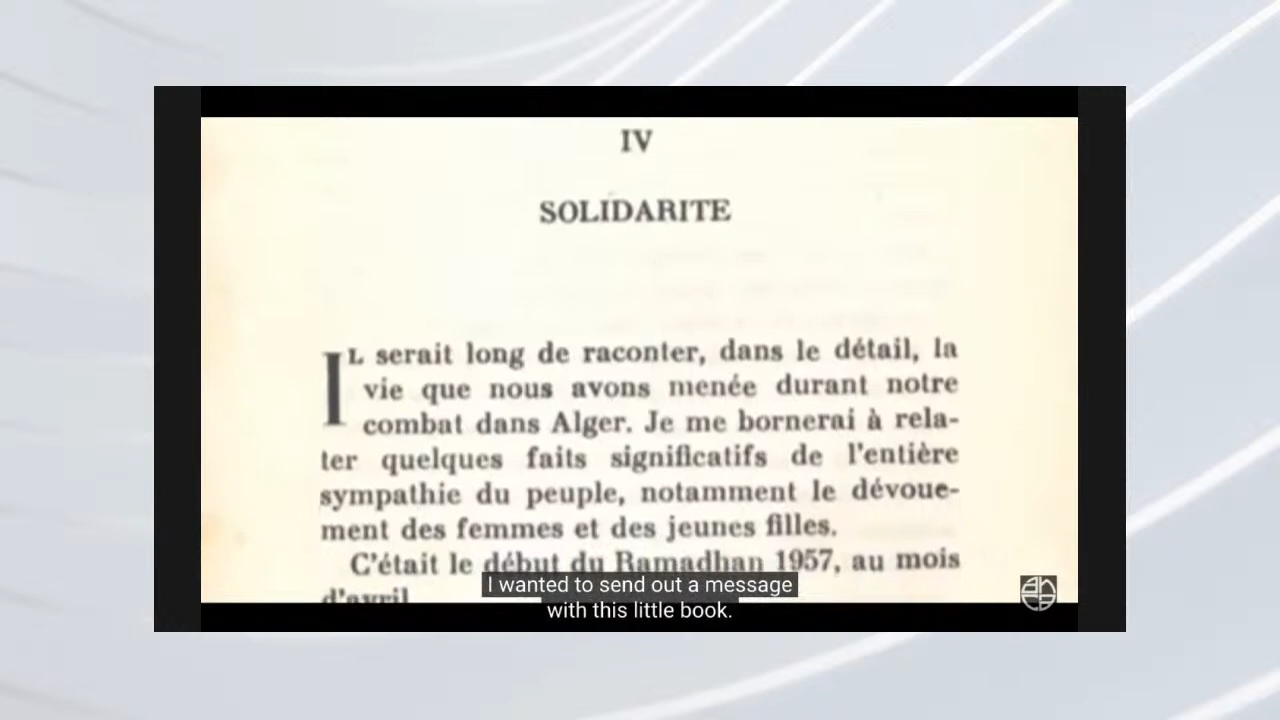 IV
SOLIDARITE
IL serait long de raconter, dans le détail, la
vie que nous avons menée durant notre
combat dans Alger. Je me bornerai à rela-
ter quelques faits significatifs de l'entière
sympathie du peuple, notamment le dévoue-
ment des femmes et des jeunes filles.
C'était le début du Ramadhan 1957, au mois
d'avril
I wanted to send out a message
with this little book.